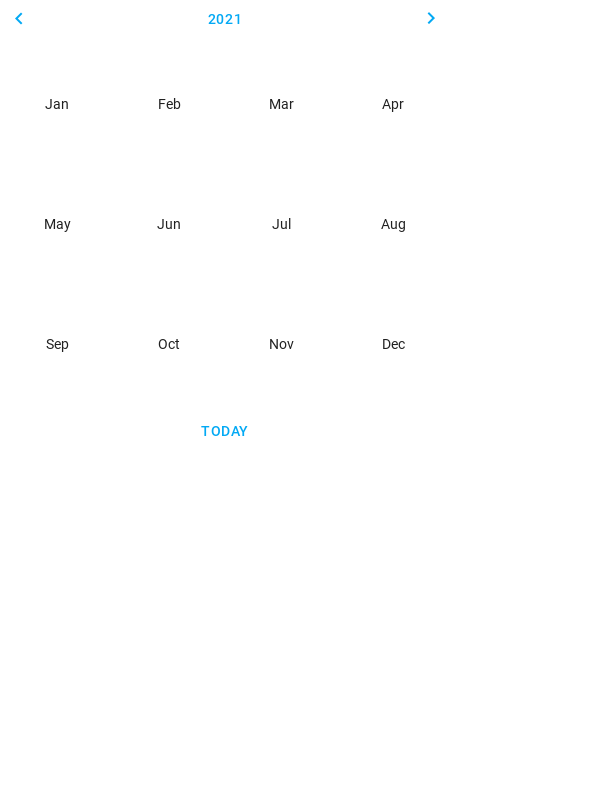 2021
Jan Feb Mar Apr
May Jun Jul Aug
Sep Oct Nov Dec
TODAY